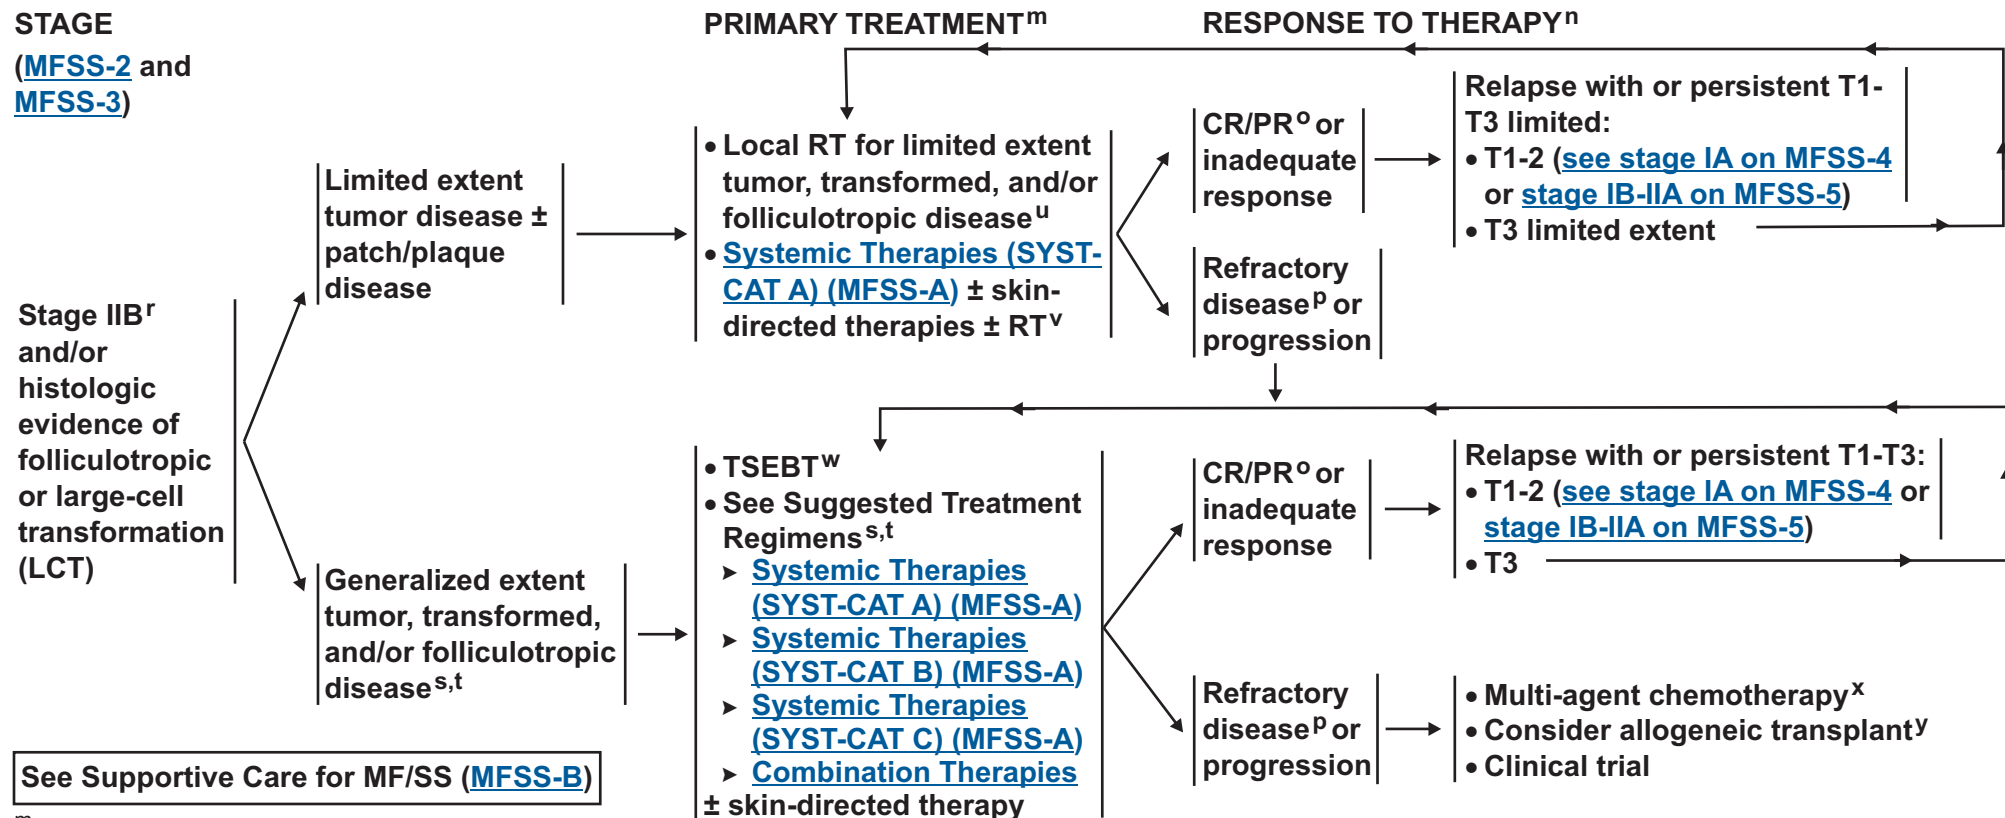 STAGE
(MFSS-2 and
MFSS-3)
PRIMARY TREATMENTm
RESPONSE TO THERAPYn
Stage IIBr
and/or
histologic
evidence of
folliculotropic
or large-cell
transformation
(LCT)
Limited extent
tumor disease ±
patch/plaque
disease
• Local RT for limited extent
tumor, transformed, and/or
folliculotropic diseaseu
• Systemic Therapies (SYST-
CAT A) (MFSS-A) ± skin-
directed therapies ± RTv
CR/PRo or
inadequate
response
Relapse with or persistent T1-
T3 limited:
• T1-2 (see stage IA on MFSS-4
or stage IB-IIA on MFSS-5)
• T3 limited extent
Refractory
diseasep or
progression
Generalized extent
tumor, transformed,
and/or folliculotropic
diseases,t
• TSEBTw
• See Suggested Treatment
Regimenss,t
➤ Systemic Therapies
(SYST-CAT A) (MFSS-A)
➤ Systemic Therapies
(SYST-CAT B) (MFSS-A)
➤ Systemic Therapies
(SYST-CAT C) (MFSS-A)
➤ Combination Therapies
± skin-directed therapy
CR/PRo or
inadequate
response
Relapse with or persistent T1-T3:
• T1-2 (see stage IA on MFSS-4 or
stage IB-IIA on MFSS-5)
• T3
Refractory
diseasep or
progression
• Multi-agent chemotherapyx
• Consider allogeneic transplanty
• Clinical trial
See Supportive Care for MF/SS (MFSS-B)
m